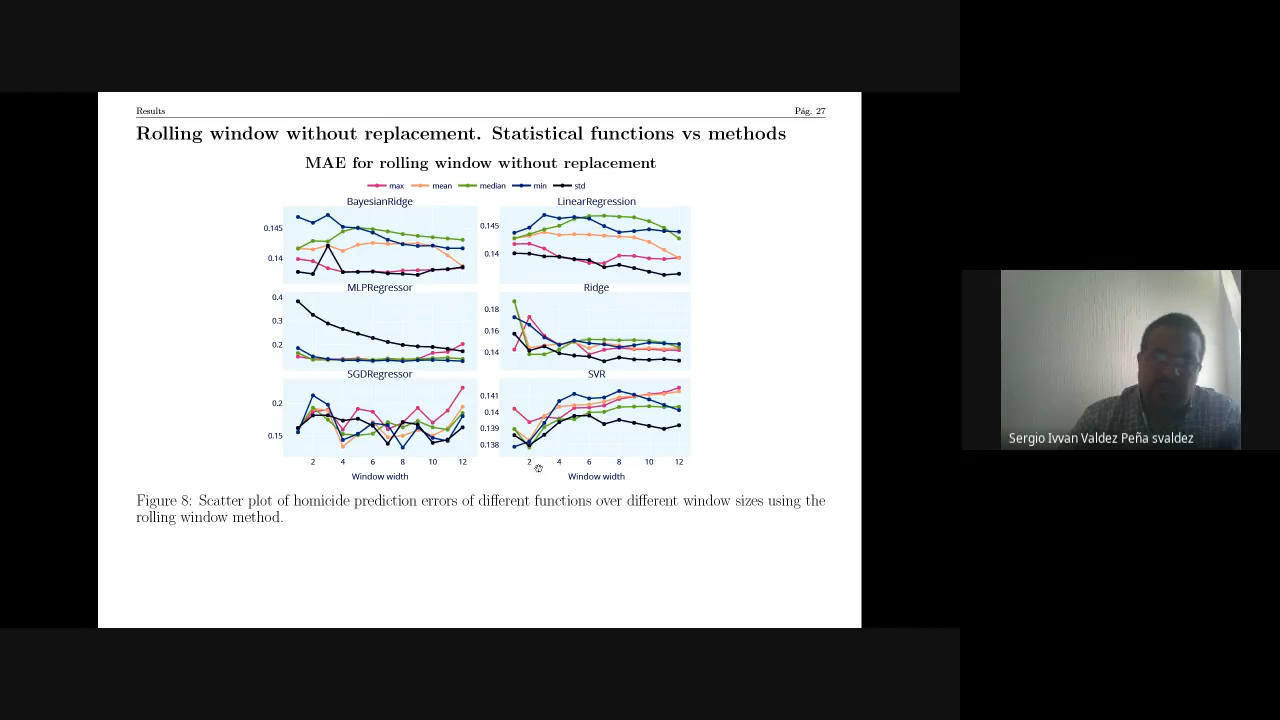 Results Pág. 27
Rolling window without replacement. Statistical functions vs methods
MAE for rolling window without replacement
max mean median min std
BayesianRidge LinearRegression
0.145 0.145
0.14 0.14
MLPRegressor Ridge
0.4 0.18
0.3 0.16
0.2 0.14
SGDRegressor SVR
0.2 0.141
0.15 0.14
0.139
0.138
2 4 6 8 10 12 2 4 6 8 10 12
Window width Window width
Figure 8: Scatter plot of homicide prediction errors of different functions over different window sizes using the
rolling window method.
Sergio Ivvan Valdez Peña svaldez